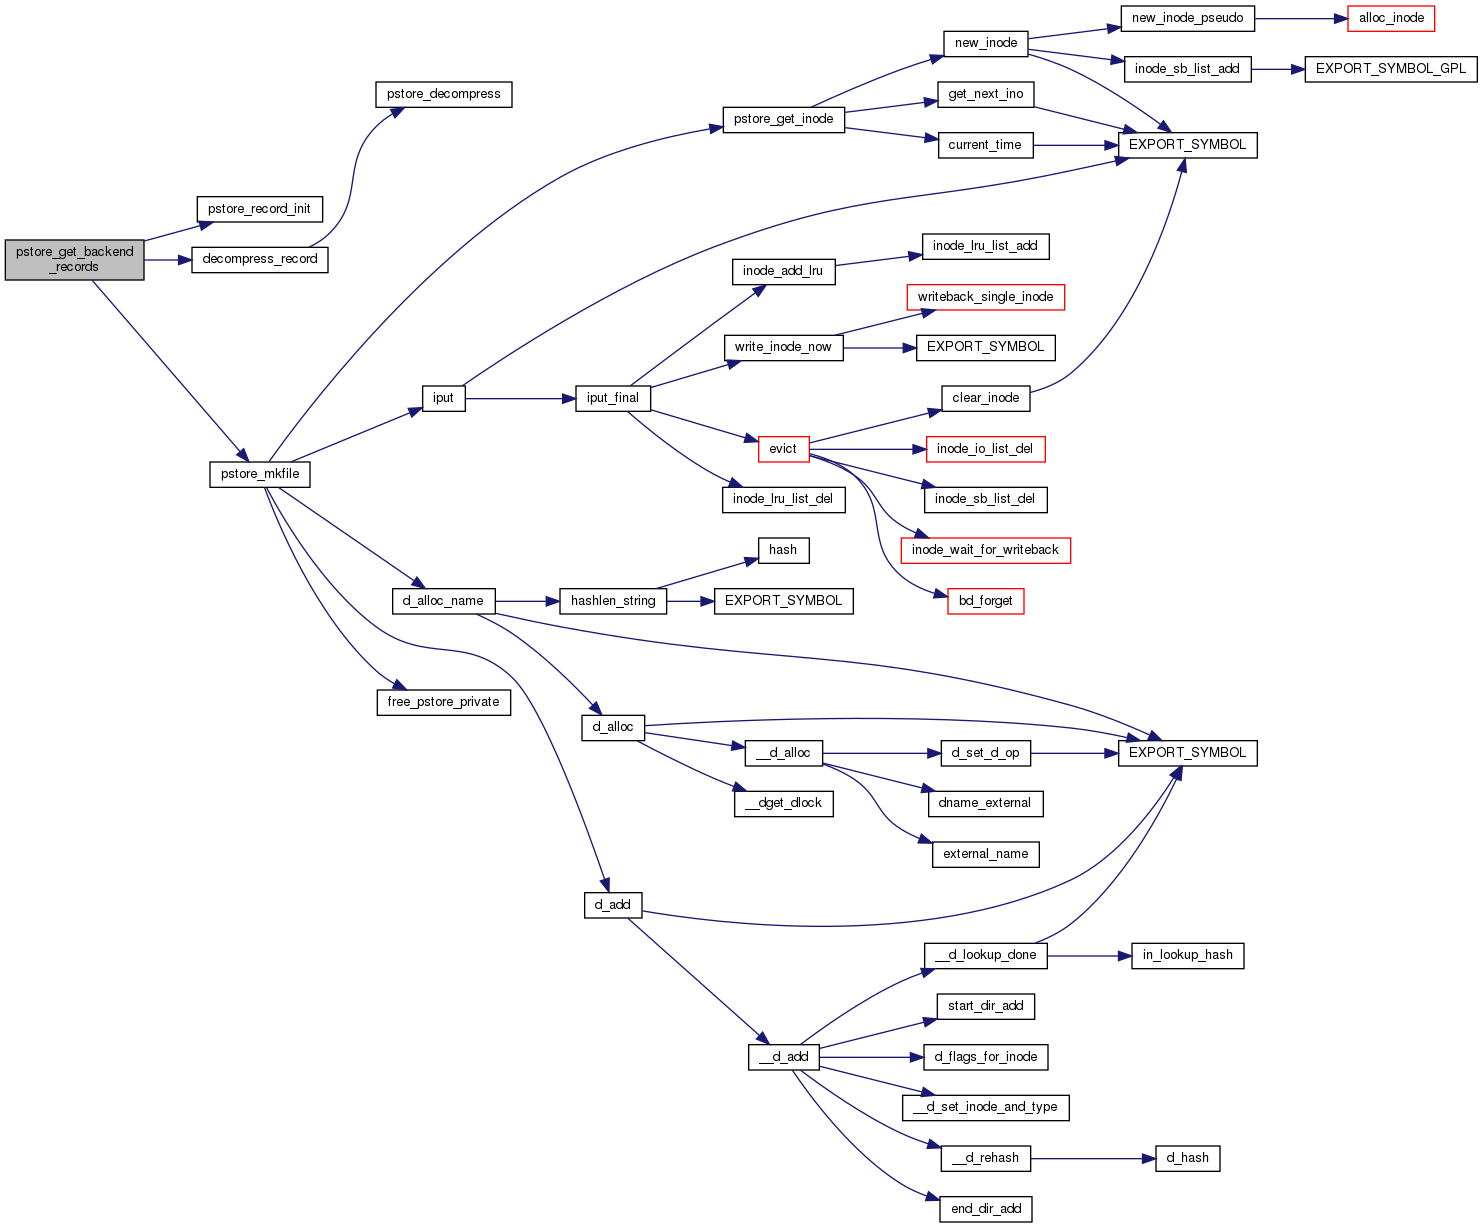 new_inode_pseudo
alloc_inode
new_inode
inode_sb_list_add
EXPORT_SYMBOL_GPL
pstore_decompress
get_next_ino
pstore_get_inode
current_time
EXPORT_SYMBOL
pstore_record_init
pstore_get_backend
_records
decompress_record
inode_lru_list_add
inode_add_lru
writeback_single_inode
write_inode_now
EXPORT_SYMBOL
iput
iput_final
clear_inode
evict
inode_io_list_del
pstore_mkfile
inode_lru_list_del
inode_sb_list_del
hash
inode_wait_for_writeback
d_alloc_name
hashlen_string
EXPORT_SYMBOL
bd_forget
free_pstore_private
d_alloc
__d_alloc
d_set_d_op
EXPORT_SYMBOL
__dget_dlock
dname_external
external_name
d_add
__d_lookup_done
in_lookup_hash
start_dir_add
__d_add
d_flags_for_inode
__d_set_inode_and_type
__d_rehash
d_hash
end_dir_add